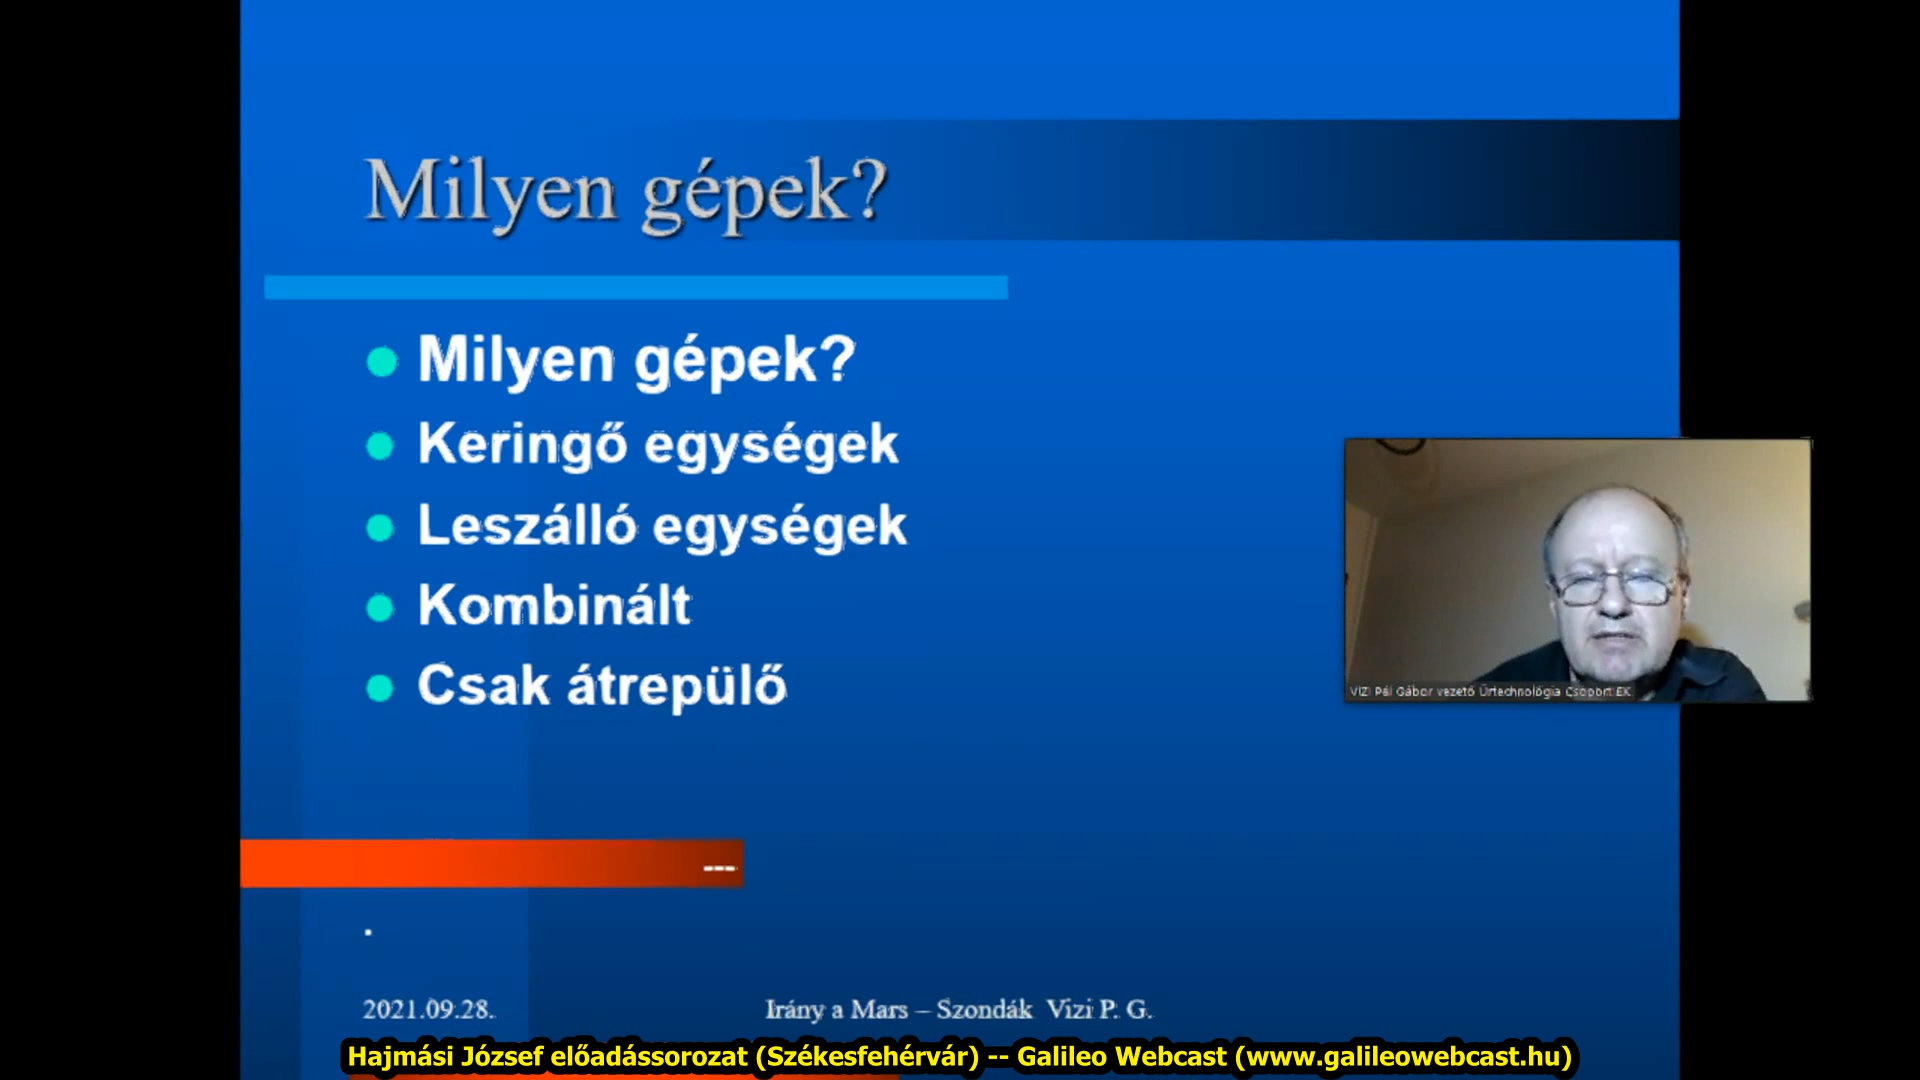 Milyen gépek?
Milyen gépek?
Keringő egységek
Leszálló egységek
Kombinált
Csak átrepülő
VIZI Pál Gábor vezető Űrtechnológia Csoport EK
---
.
2021.09.28.
Irány a Mars – Szondák Vizi P. G.
Hajmási József előadássorozat (Székesfehérvár) -- Galileo Webcast (www.galileowebcast.hu)